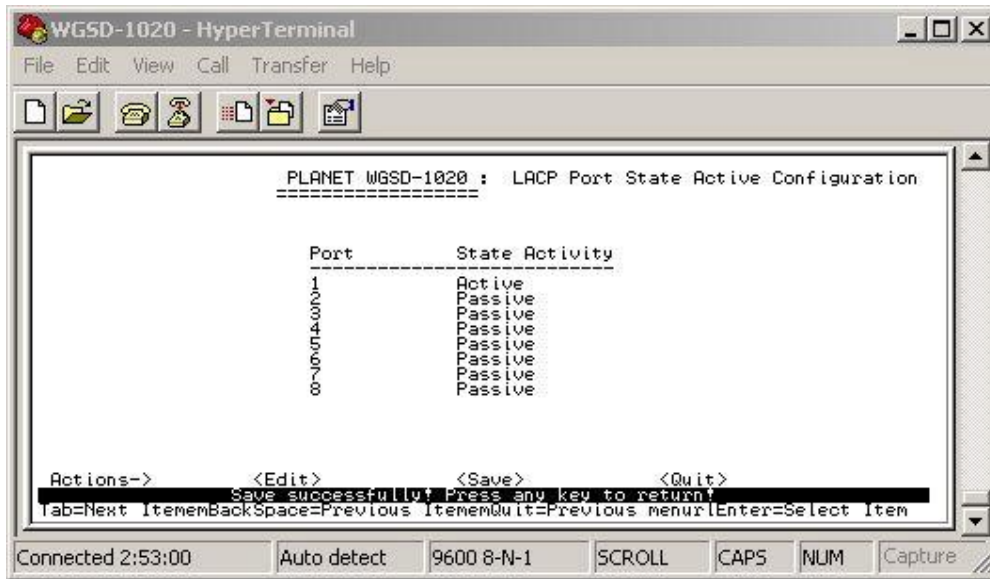 WGSD-1020 - HyperTerminal
File Edit View Call Transfer Help
PLANET WGSD-1020 : LACP Port State Active Configuration
==================
Port State Activity
---------------------------
1 Active
2 Passive
3 Passive
4 Passive
5 Passive
6 Passive
7 Passive
8 Passive
Actions-> <Edit> <Save> <Quit>
Save successfully! Press any key to return!
Tab=Next ItememBackSpace=Previous ItememQuit=Previous menurlEnter=Select Item
Connected 2:53:00 Auto detect 9600 8-N-1 SCROLL CAPS NUM Capture